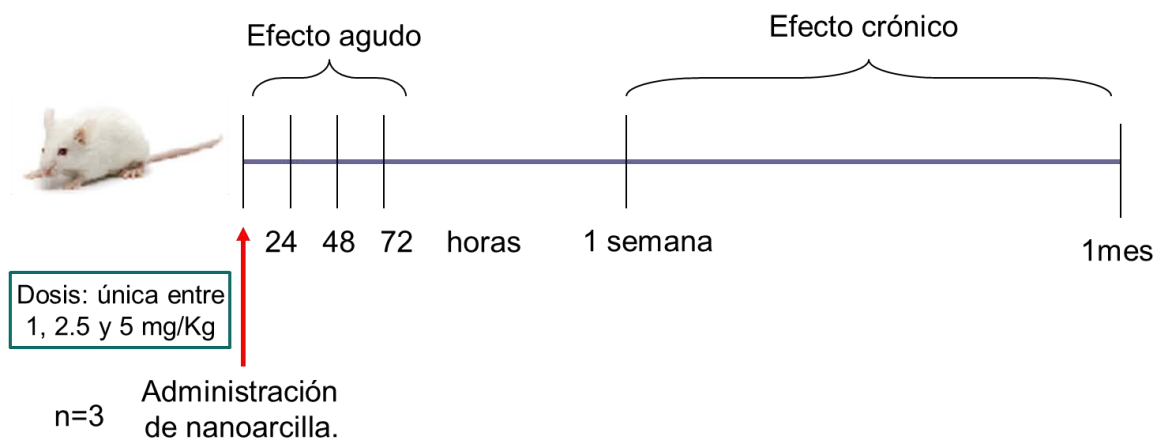 Efecto agudo
Efecto crónico
24 48 72 horas
1 semana
1mes
Dosis: única entre
1, 2.5 y 5 mg/Kg
n=3
Administración
de nanoarcilla.